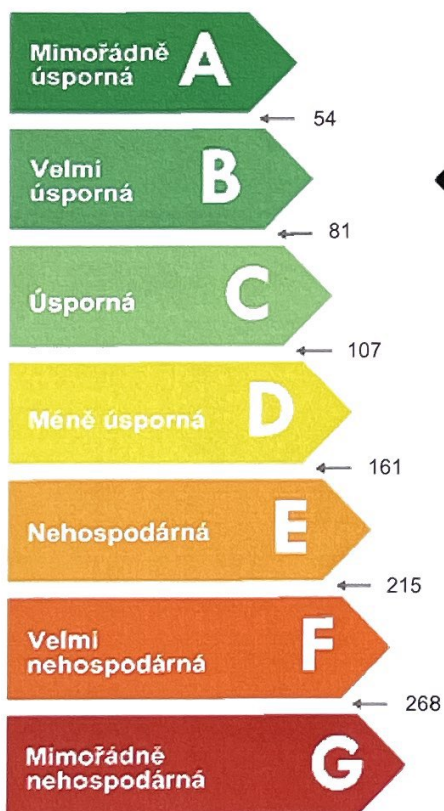 Mimořádně
úsporná
A
54
Velmi
úsporná
B
81
Úsporná
C
107
Méně úsporná
D
161
Nehospodárná
E
215
Velmi
nehospodárná
F
268
Mimořádně
nehospodárná
G